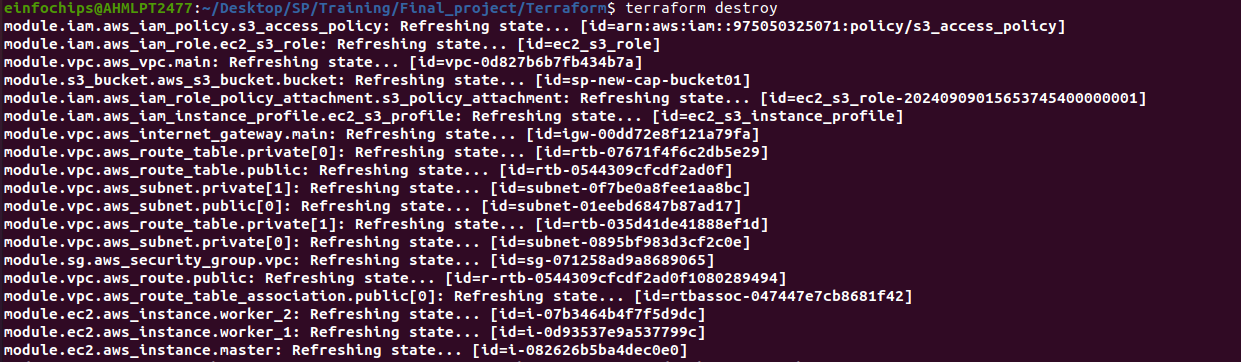 einfochips@AHMLPT2477:~/Desktop/SP/Training/Final_project/Terraform$ terraform destroy
module.iam.aws_iam_policy.s3_access_policy: Refreshing state... [id=arn:aws:iam::975050325071:policy/s3_access_policy]
module.iam.aws_iam_role.ec2_s3_role: Refreshing state... [id=ec2_s3_role]
module.vpc.aws_vpc.main: Refreshing state... [id=vpc-0d827b6b7fb434b7a]
module.s3_bucket.aws_s3_bucket.bucket: Refreshing state... [id=sp-new-cap-bucket01]
module.iam.aws_iam_role_policy_attachment.s3_policy_attachment: Refreshing state... [id=ec2_s3_role-20240909015653745400000001]
module.iam.aws_iam_instance_profile.ec2_s3_profile: Refreshing state... [id=ec2_s3_instance_profile]
module.vpc.aws_internet_gateway.main: Refreshing state... [id=igw-00dd72e8f121a79fa]
module.vpc.aws_route_table.private[0]: Refreshing state... [id=rtb-07671f4f6c2db5e29]
module.vpc.aws_route_table.public: Refreshing state... [id=rtb-0544309cfcdf2ad0f]
module.vpc.aws_subnet.private[1]: Refreshing state... [id=subnet-0f7be0a8fee1aa8bc]
module.vpc.aws_subnet.public[0]: Refreshing state... [id=subnet-01eebd6847b87ad17]
module.vpc.aws_route_table.private[1]: Refreshing state... [id=rtb-035d41de41888ef1d]
module.vpc.aws_subnet.private[0]: Refreshing state... [id=subnet-0895bf983d3cf2c0e]
module.sg.aws_security_group.vpc: Refreshing state... [id=sg-071258ad9a8689065]
module.vpc.aws_route.public: Refreshing state... [id=r-rtb-0544309cfcdf2ad0f1080289494]
module.vpc.aws_route_table_association.public[0]: Refreshing state... [id=rtbassoc-047447e7cb8681f42]
module.ec2.aws_instance.worker_2: Refreshing state... [id=i-07b3464b4f7f5d9dc]
module.ec2.aws_instance.worker_1: Refreshing state... [id=i-0d93537e9a537799c]
module.ec2.aws_instance.master: Refreshing state... [id=i-082626b5ba4dec0e0]